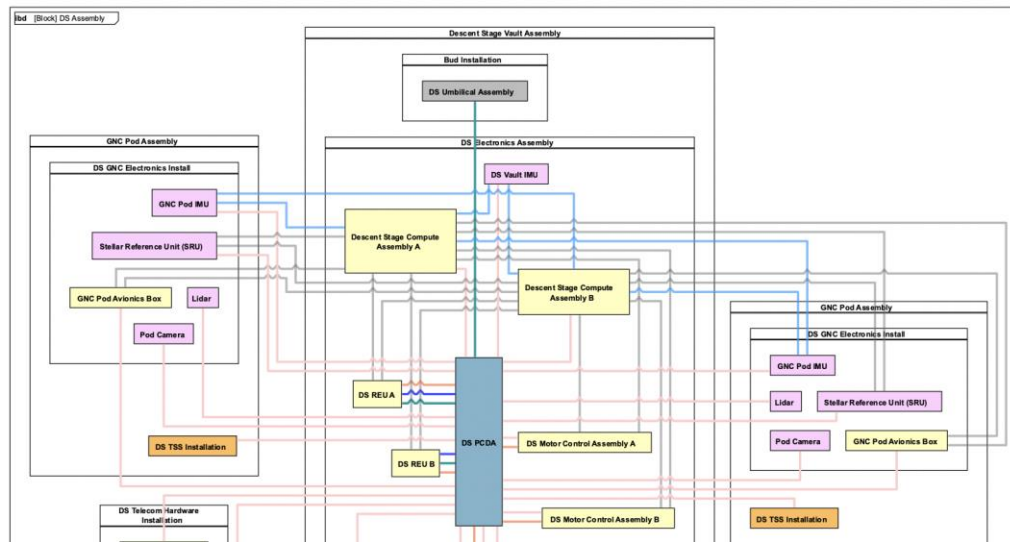 ibd [Block] DS Assembly
Descent Stage Vault Assembly
Bud Installation
DS Umbilical Assembly
GNC Pod Assembly
DS GNC Electronics Install
GNC Pod IMU
Stellar Reference Unit (SRU)
GNC Pod Avionics Box
Lidar
Pod Camera
DS TSS Installation
DS Telecom Hardware
Installation
DS Electronics Assembly
DS Vault IMU
Descent Stage Compute
Assembly A
Descent Stage Compute
Assembly B
DS REU A
DS REU B
DS PCDA
DS Motor Control Assembly A
DS Motor Control Assembly B
GNC Pod Assembly
DS GNC Electronics Install
GNC Pod IMU
Lidar
Stellar Reference Unit (SRU)
Pod Camera
GNC Pod Avionics Box
DS TSS Installation